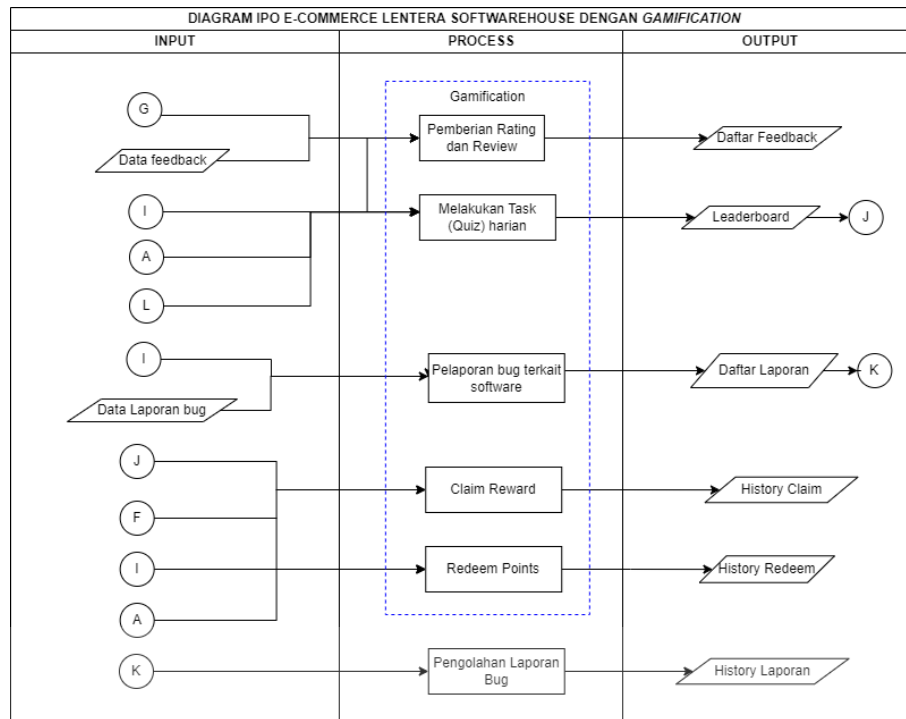 DIAGRAM IPO E-COMMERCE LENTERA SOFTWAREHOUSE DENGAN GAMIFICATION
INPUT
PROCESS
OUTPUT
Gamification
G
Data feedback
Pemberian Rating
dan Review
Daftar Feedback
I
A
L
Melakukan Task
(Quiz) harian
Leaderboard
J
I
Data Laporan bug
Pelaporan bug terkait
software
Daftar Laporan
K
J
F
I
A
Claim Reward
History Claim
Redeem Points
History Redeem
K
Pengolahan Laporan
Bug
History Laporan